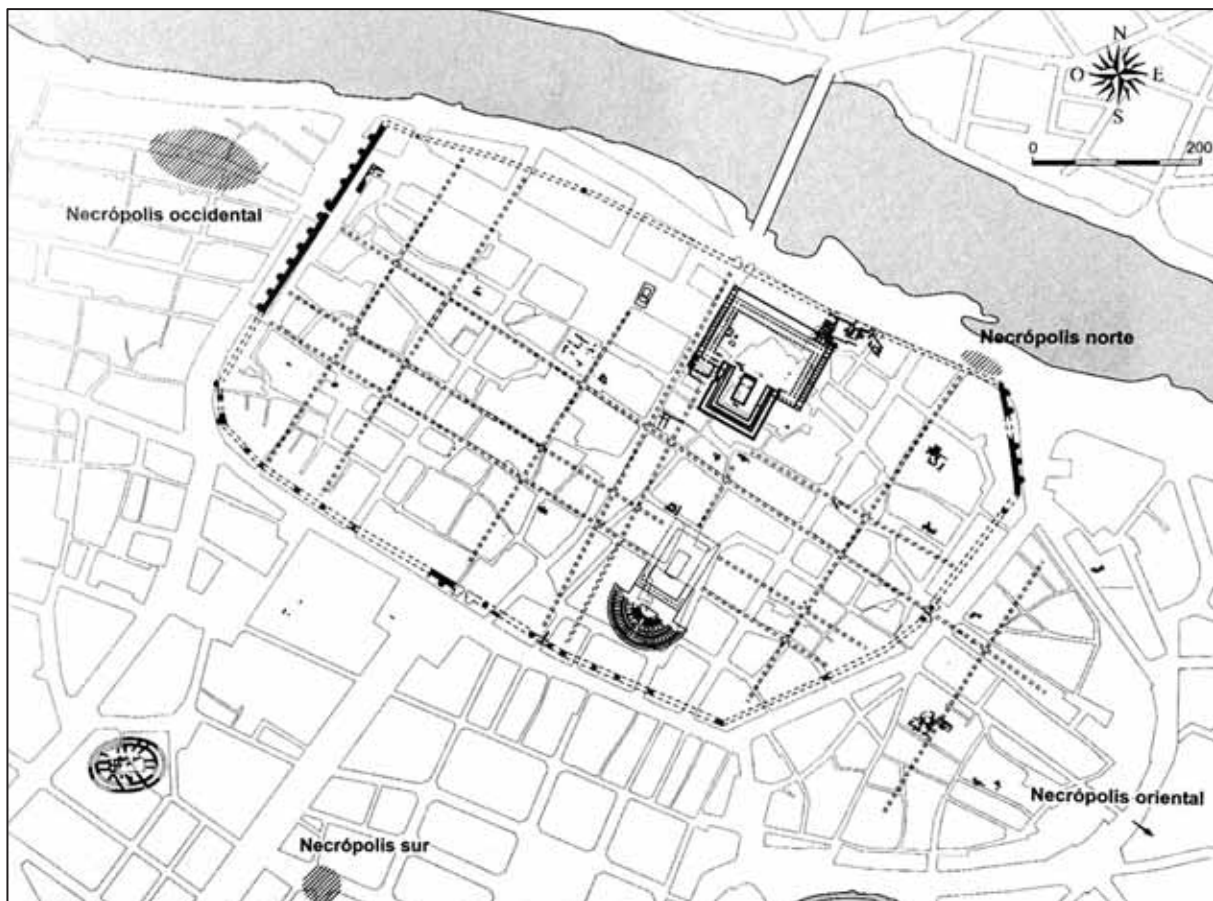 N
O E
S
0 200
Necrópolis occidental
Necrópolis norte
Necrópolis oriental
Necrópolis sur